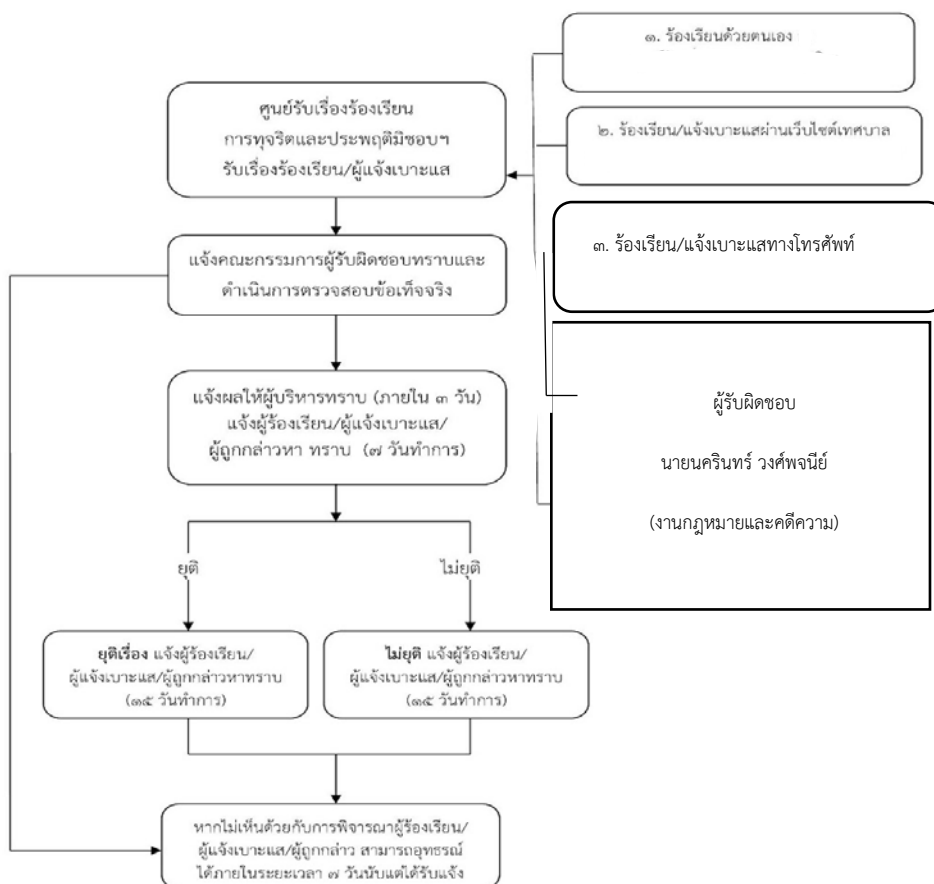 ๑. ร้องเรียนด้วยตนเอง
ศูนย์รับเรื่องร้องเรียน
การทุจริตและประพฤติมิชอบฯ
รับเรื่องร้องเรียน/ผู้แจ้งเบาะแส
๒. ร้องเรียน/แจ้งเบาะแสผ่านเว็บไซต์เทศบาล
๓. ร้องเรียน/แจ้งเบาะแสทางโทรศัพท์
แจ้งคณะกรรมการผู้รับผิดชอบทราบและ
ดำเนินการตรวจสอบข้อเท็จจริง
ผู้รับผิดชอบ
นายนครินทร์ วงศ์พจนีย์
(งานกฎหมายและคดีความ)
แจ้งผลให้ผู้บริหารทราบ (ภายใน ๓ วัน)
แจ้งผู้ร้องเรียน/ผู้แจ้งเบาะแส/
ผู้ถูกกล่าวหา ทราบ (๗ วันทำการ)
ยุติ
ไม่ยุติ
ยุติเรื่อง แจ้งผู้ร้องเรียน/
ผู้แจ้งเบาะแส/ผู้ถูกกล่าวหาทราบ
(๑๕ วันทำการ)
ไม่ยุติ แจ้งผู้ร้องเรียน/
ผู้แจ้งเบาะแส/ผู้ถูกกล่าวหาทราบ
(๑๕ วันทำการ)
หากไม่เห็นด้วยกับการพิจารณาผู้ร้องเรียน/
ผู้แจ้งเบาะแส/ผู้ถูกกล่าว สามารถอุทธรณ์
ได้ภายในระยะเวลา ๗ วันนับแต่ได้รับแจ้ง